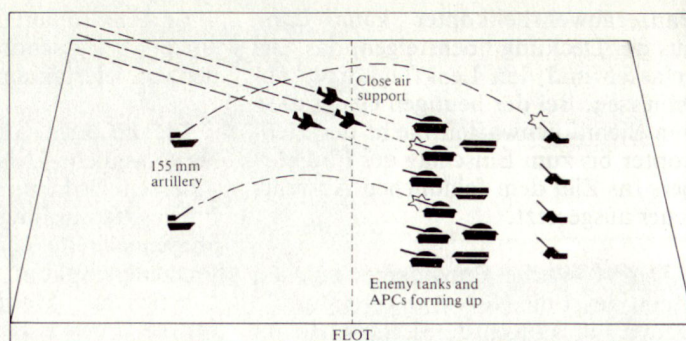 Close air
support
155 mm
artillery
Enemy tanks and
APCs forming up
FLOT